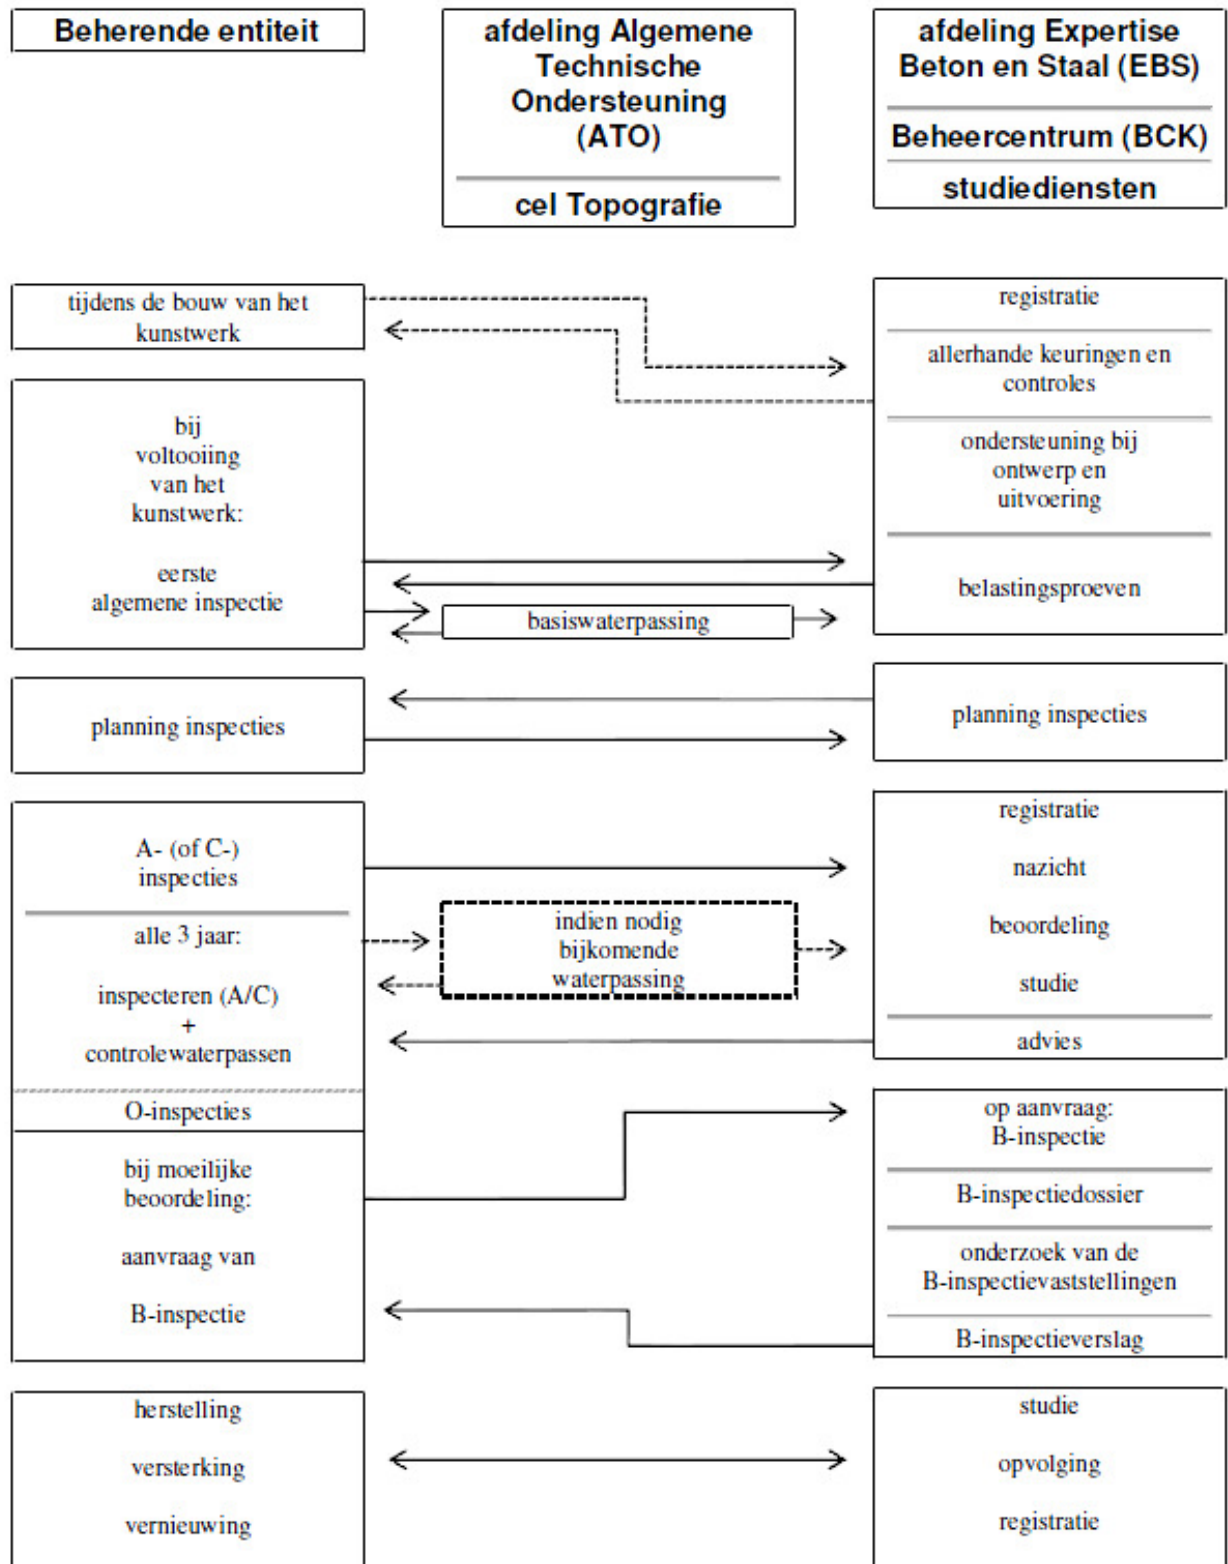 Beherende entiteit
afdeling Algemene
Technische
Ondersteuning
(ATO)
cel Topografie
afdeling Expertise
Beton en Staal (EBS)
Beheercentrum (BCK)
studiediensten
tijdens de bouw van het
kunstwerk
registratie
allerhande keuringen en
controles
ondersteuning bij
ontwerp en
uitvoering
belastingsproeven
bij
voltooiing
van het
kunstwerk:
eerste
algemene inspectie
basiswaterpassing
planning inspecties
planning inspecties
A- (of C-)
inspecties
alle 3 jaar:
inspecteren (A/C)
+
controlewaterpassen
O-inspecties
indien nodig
bijkomende
waterpassing
registratie
nazicht
beoordeling
studie
advies
bij moeilijke
beoordeling:
aanvraag van
B-inspectie
op aanvraag:
B-inspectie
B-inspectiedossier
onderzoek van de
B-inspectievaststellingen
B-inspectieverslag
herstelling
versterking
vernieuwing
studie
opvolging
registratie